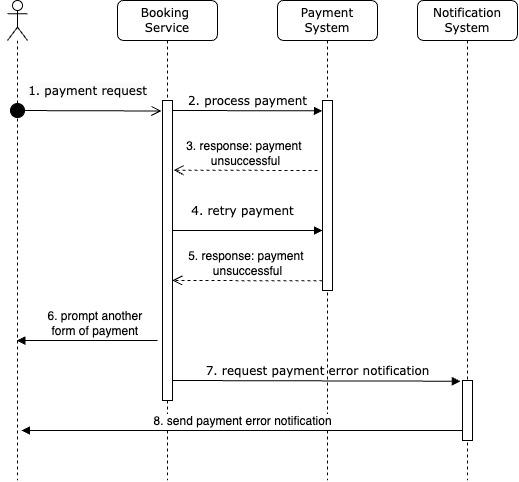 Booking
Service
Payment
System
Notification
System
1. payment request
2. process payment
3. response: payment
unsuccessful
4. retry payment
5. response: payment
unsuccessful
6. prompt another
form of payment
7. request payment error notification
8. send payment error notification